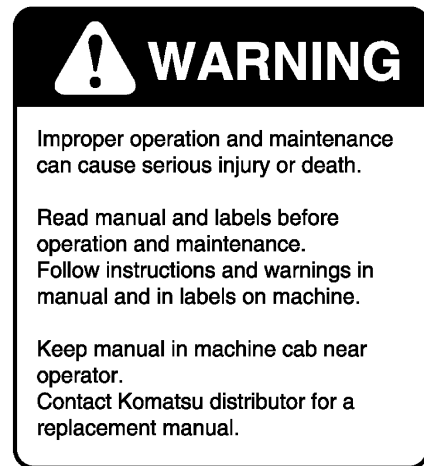 WARNING
Improper operation and maintenance
can cause serious injury or death.
Read manual and labels before
operation and maintenance.
Follow instructions and warnings in
manual and in labels on machine.
Keep manual in machine cab near
operator.
Contact Komatsu distributor for a
replacement manual.